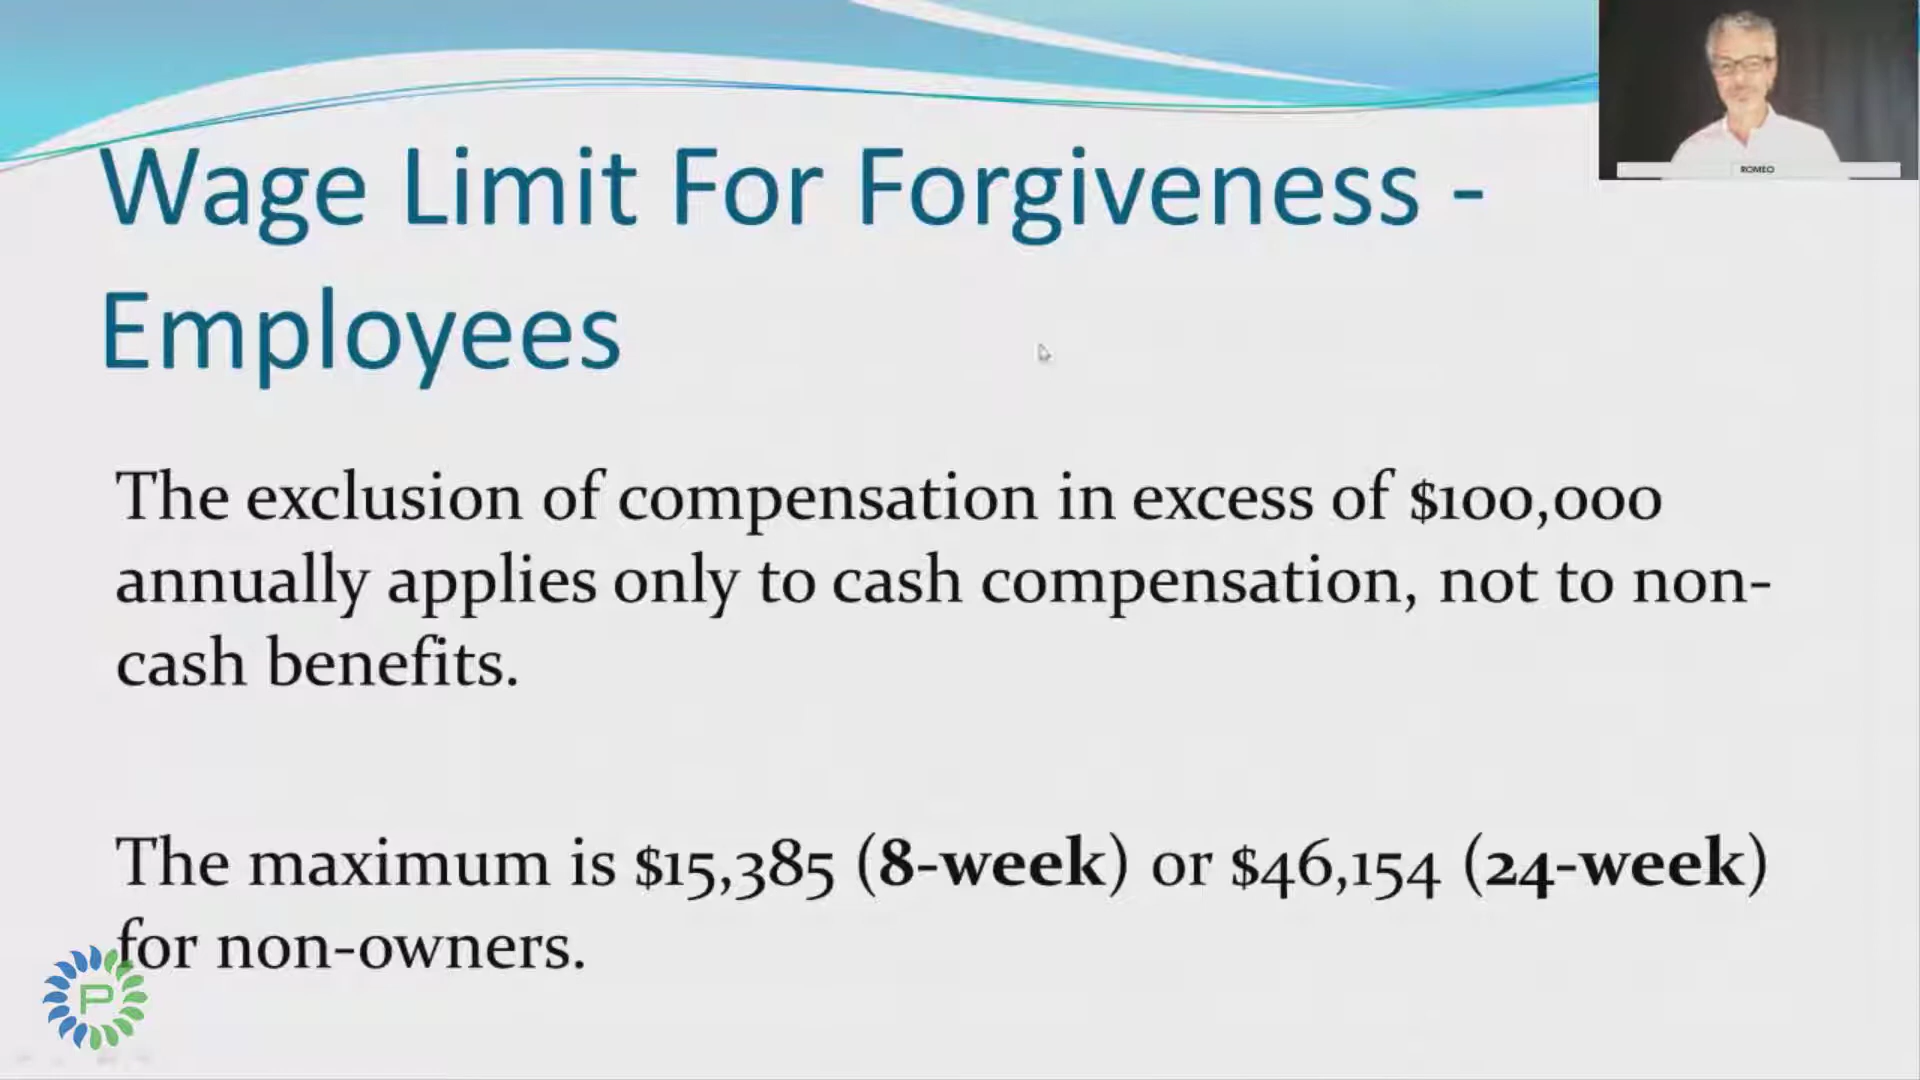 ROMEO
Wage Limit For Forgiveness -
Employees
The exclusion of compensation in excess of $100,000
annually applies only to cash compensation, not to non-
cash benefits.
The maximum is $15,385 (8-week) or $46,154 (24-week)
for non-owners.
P